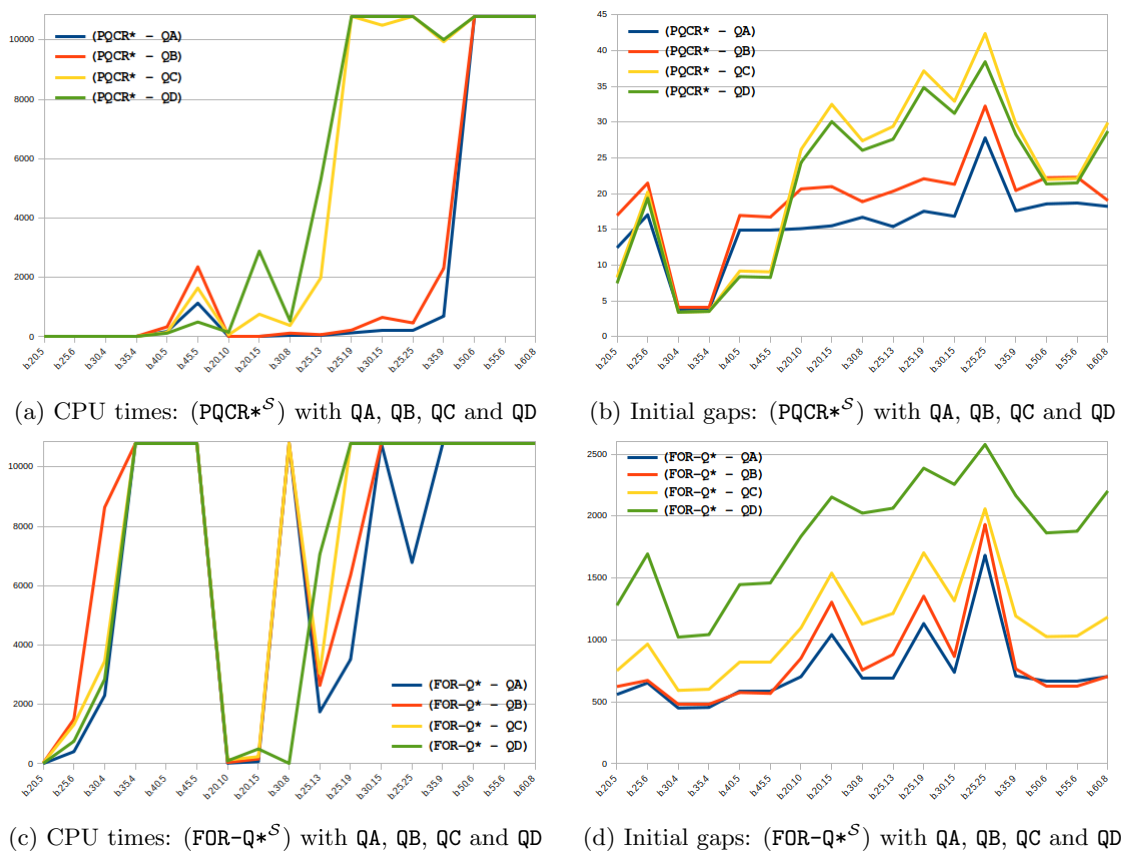 10000
8000
6000
4000
2000
0
(PQCR* - QA)
(PQCR* - QB)
(PQCR* - QC)
(PQCR* - QD)
b.20.5 b.25.6 b.30.4 b.35.4 b.40.5 b.45.5 b.20.10 b.20.15 b.30.8 b.25.13 b.25.19 b.30.15 b.25.25 b.35.9 b.50.6 b.55.6 b.60.8
(a) CPU times: (PQCR*S) with QA, QB, QC and QD
45
40
35
30
25
20
15
10
5
0
(PQCR* - QA)
(PQCR* - QB)
(PQCR* - QC)
(PQCR* - QD)
b.20.5 b.25.6 b.30.4 b.35.4 b.40.5 b.45.5 b.20.10 b.20.15 b.30.8 b.25.13 b.25.19 b.30.15 b.25.25 b.35.9 b.50.6 b.55.6 b.60.8
(b) Initial gaps: (PQCR*S) with QA, QB, QC and QD
10000
8000
6000
4000
2000
0
(FOR-Q* - QA)
(FOR-Q* - QB)
(FOR-Q* - QC)
(FOR-Q* - QD)
b.20.5 b.25.6 b.30.4 b.35.4 b.40.5 b.45.5 b.20.10 b.20.15 b.30.8 b.25.13 b.25.19 b.30.15 b.25.25 b.35.9 b.50.6 b.55.6 b.60.8
(c) CPU times: (FOR-Q*S) with QA, QB, QC and QD
2500
2000
1500
1000
500
0
(FOR-Q* - QA)
(FOR-Q* - QB)
(FOR-Q* - QC)
(FOR-Q* - QD)
b.20.5 b.25.6 b.30.4 b.35.4 b.40.5 b.45.5 b.20.10 b.20.15 b.30.8 b.25.13 b.25.19 b.30.15 b.25.25 b.35.9 b.50.6 b.55.6 b.60.8
(d) Initial gaps: (FOR-Q*S) with QA, QB, QC and QD